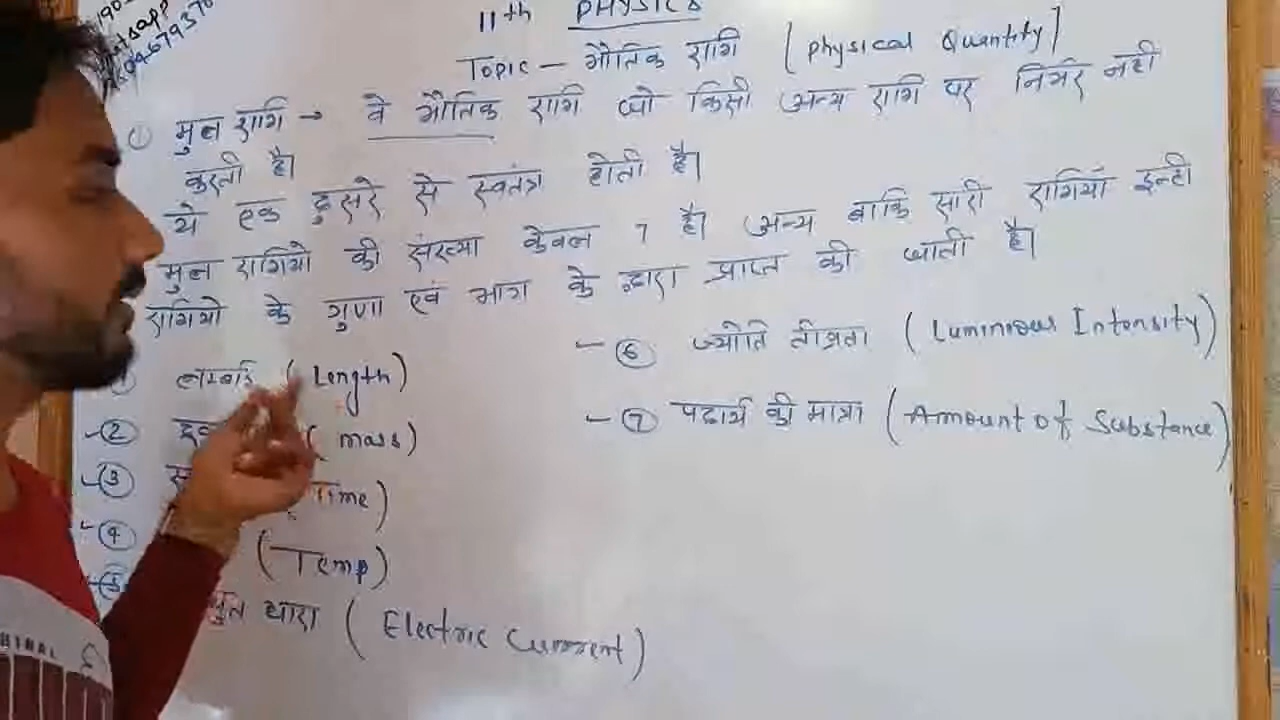 11th PHYSICS
Topic - भौतिक राशि (Physical Quantity)
① मुल राशि → वे भौतिक राशि जो किसी अन्य राशि पर निर्भर नही
करती है।
ये एक दुसरे से स्वतंत्र होती है।
मुल राशियो की संख्या केवल 7 है। अन्य बाकि सारी राशियाँ इन्ही
राशियो के गुणा एवं भाग के द्वारा प्राप्त की जाती है।
लम्बाई (Length)
② (mass)
③ (Time)
④ (Temp)
⑤ धारा (Electric Current)
⑥ ज्योति तीव्रता (Luminous Intensity)
⑦ पदार्थ की मात्रा (Amount of Substance)